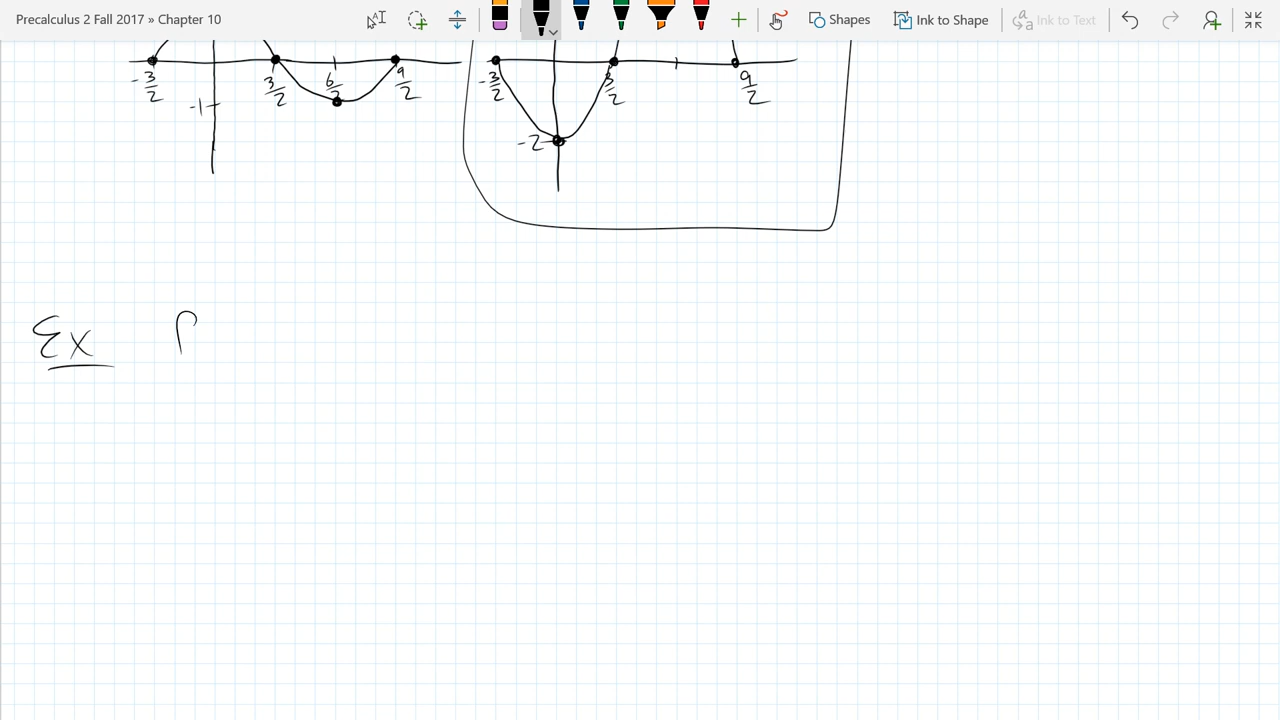 Precalculus 2 Fall 2017 » Chapter 10 Shapes Ink to Shape Ink to Text
-3/2 3/2 6/2 9/2 -3/2 3/2 9/2
-1
-2
Ex